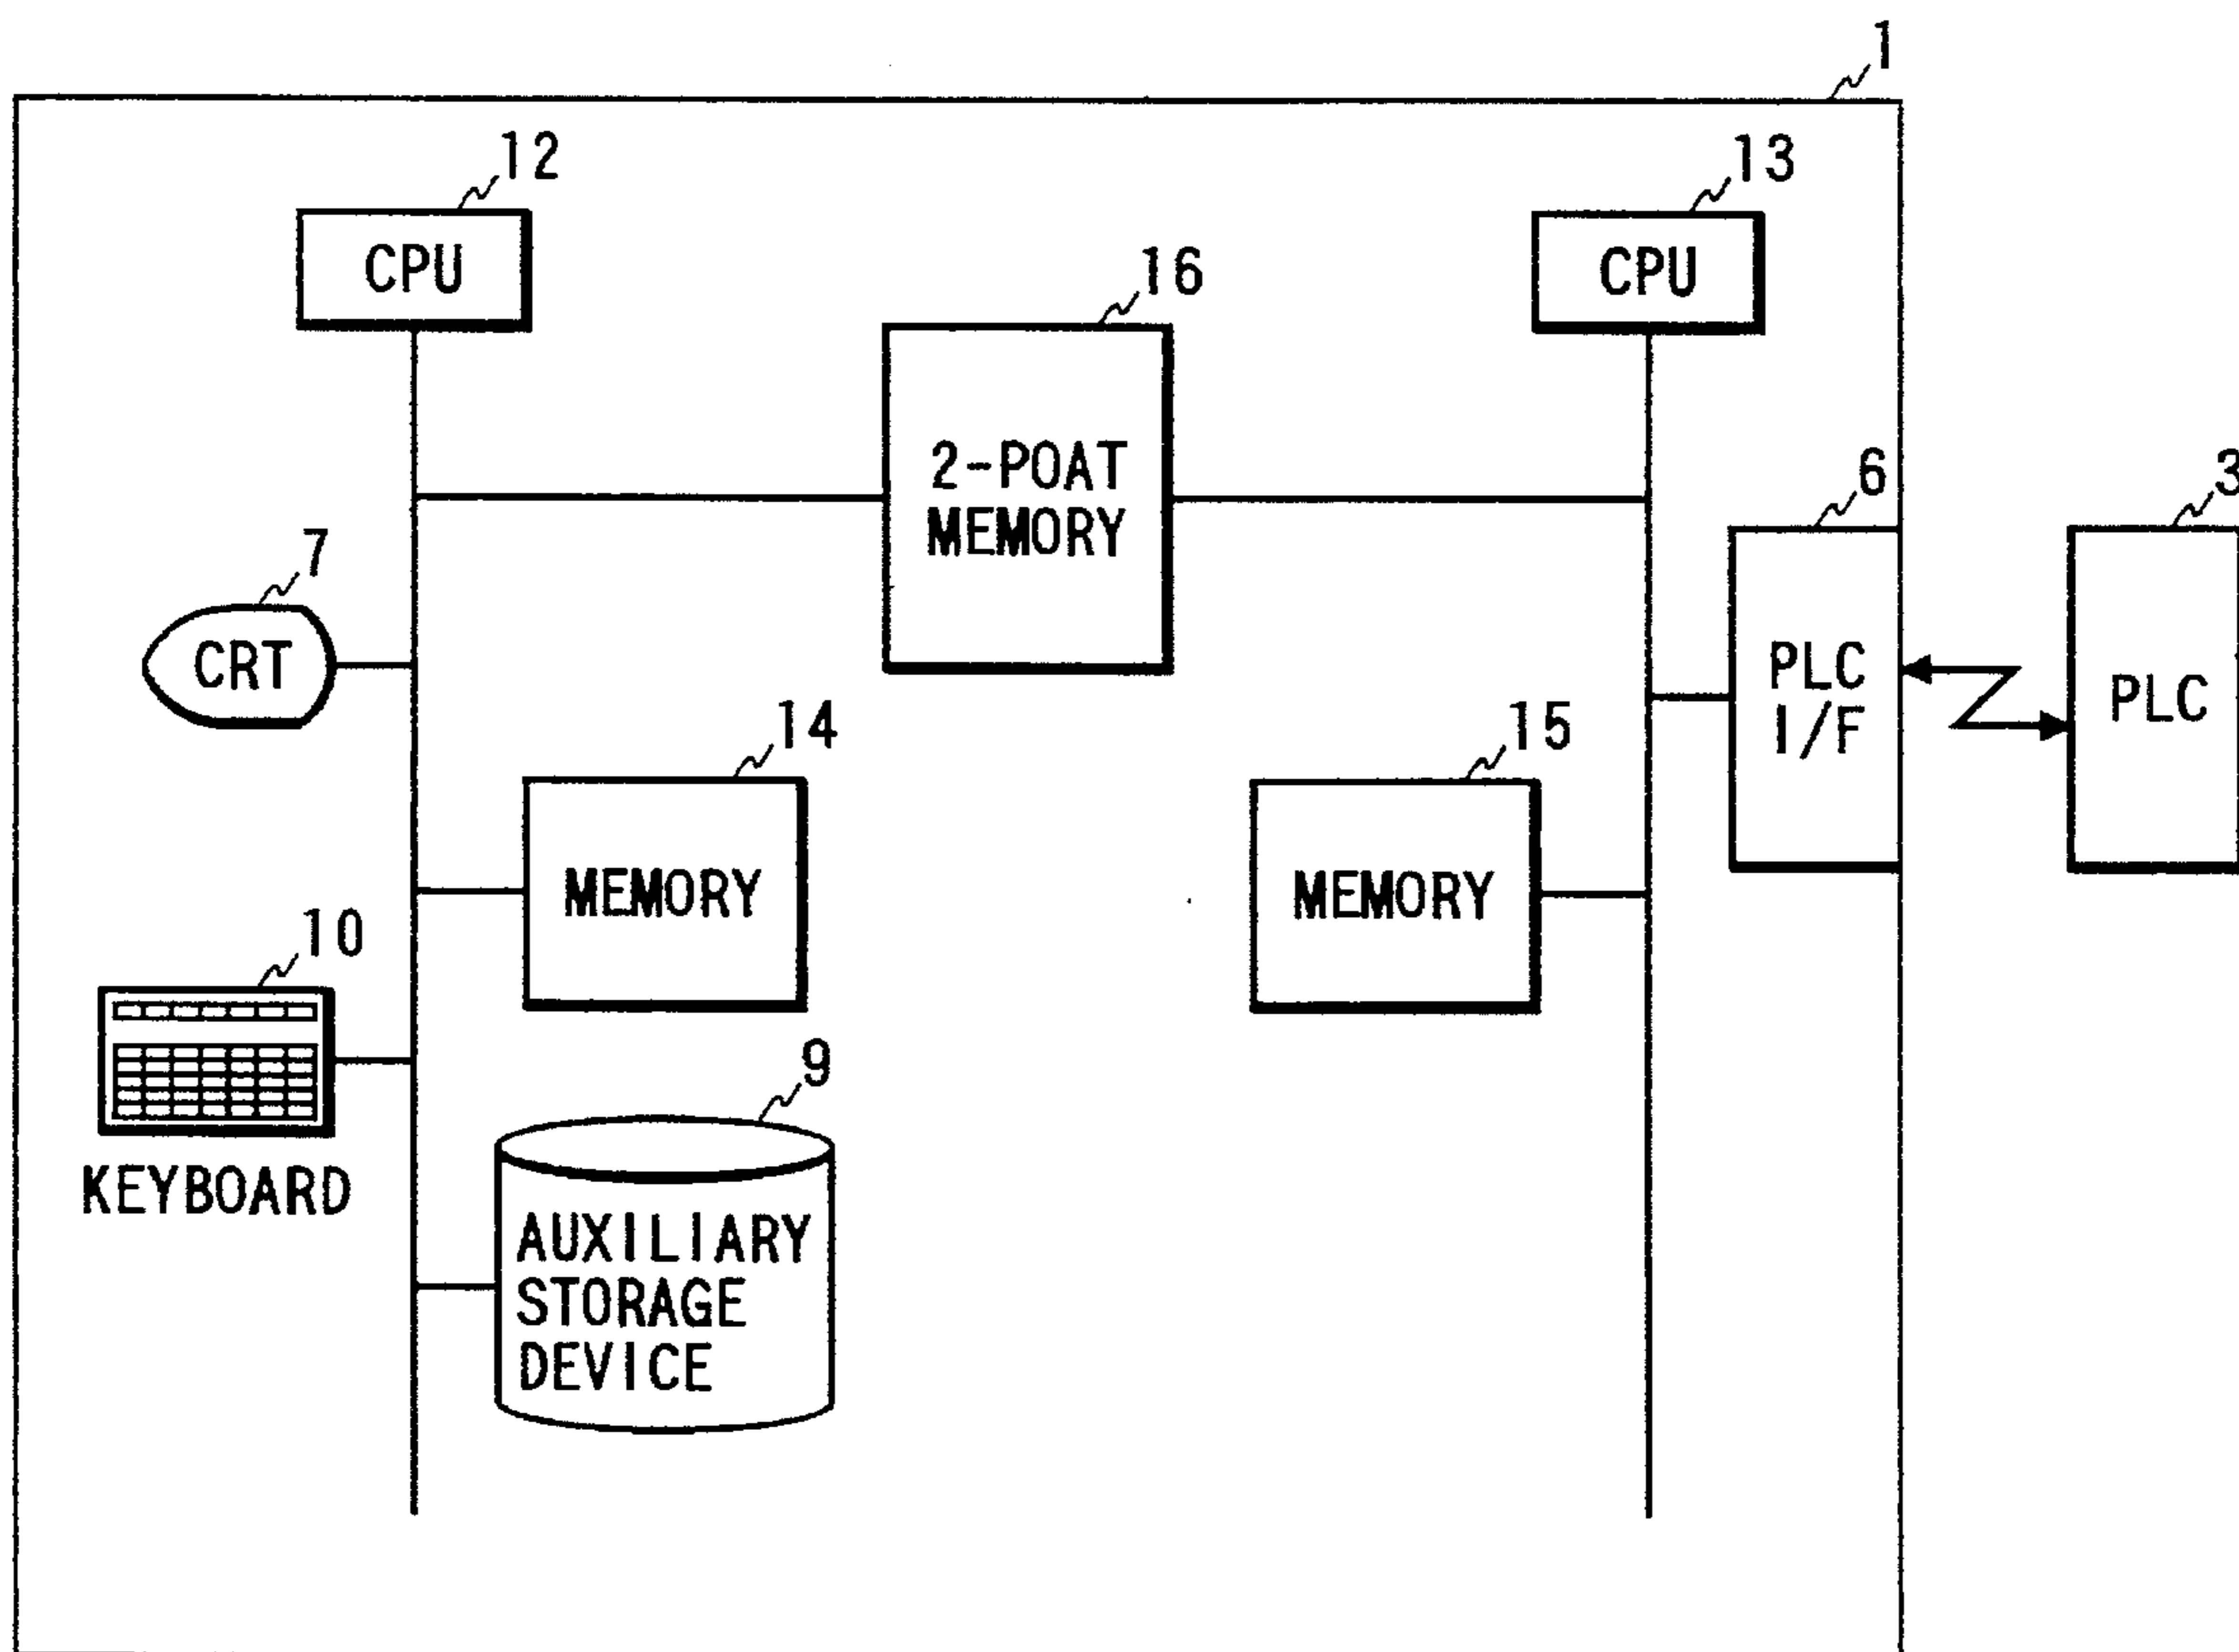 1
12
CPU
13
CPU
16
2-POAT
MEMORY
6
PLC
I/F
3
PLC
7
CRT
14
MEMORY
15
MEMORY
10
KEYBOARD
9
AUXILIARY
STORAGE
DEVICE